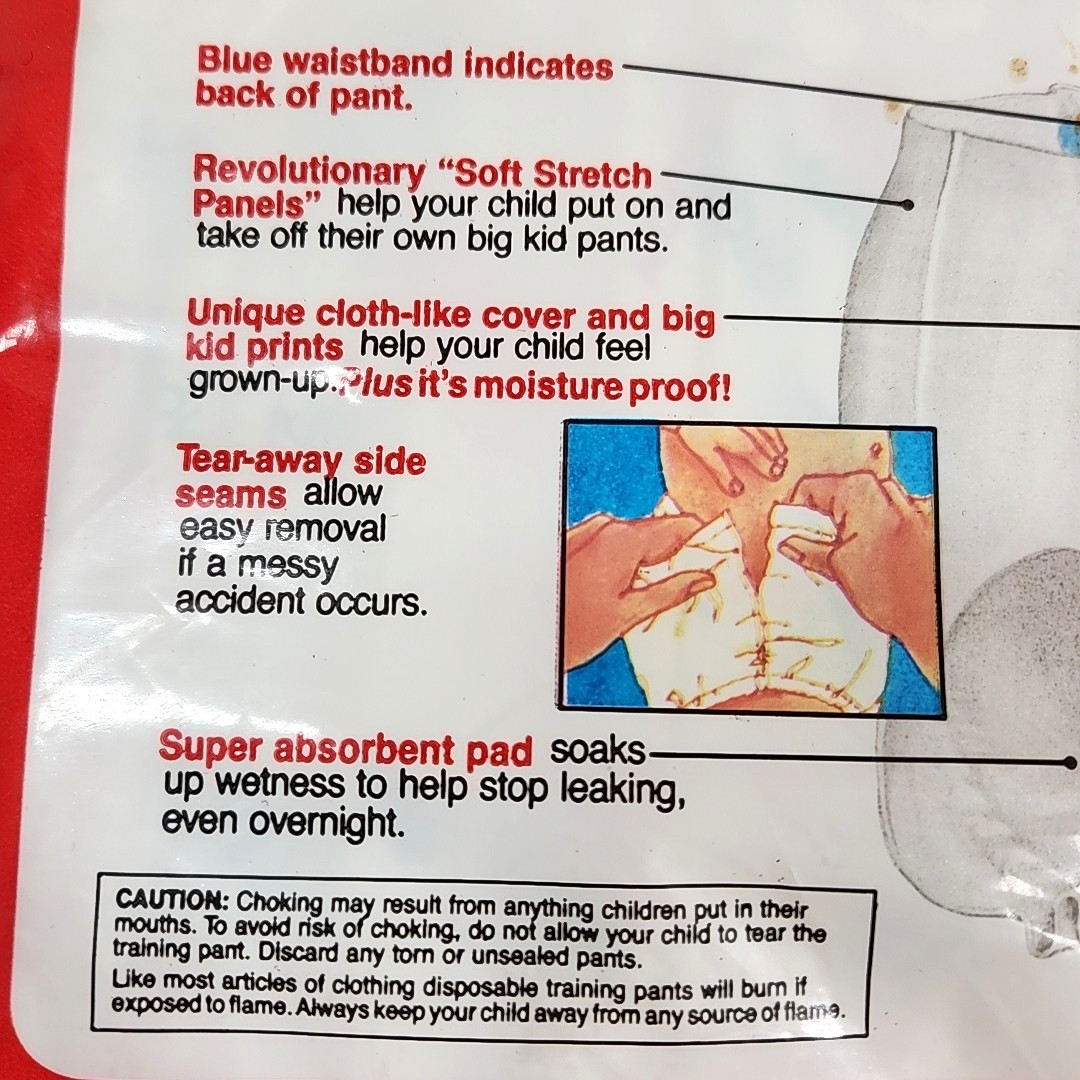 Blue waistband indicates
back of pant.
Revolutionary “Soft Stretch
Panels” help your child put on and
take off their own big kid pants.
Unique cloth-like cover and big
kid prints help your child feel
grown-up. Plus it's moisture proof!
Tear-away side
seams allow
easy removal
if a messy
accident occurs.
Super absorbent pad soaks
up wetness to help stop leaking,
even overnight.
CAUTION: Choking may result from anything children put in their
mouths. To avoid risk of choking, do not allow your child to tear the
training pant. Discard any torn or unsealed pants.
Like most articles of clothing disposable training pants will burn if
exposed to flame. Always keep your child away from any source of flame.